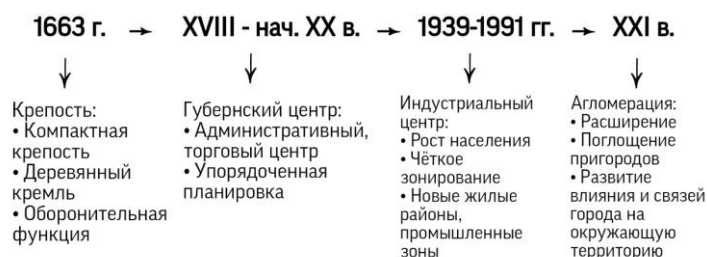 1663 г. → XVIII - нач. XX в. → 1939-1991 гг. → XXI в.
Крепость:
• Компактная
крепость
• Деревянный
кремль
• Оборонительная
функция
Губернский центр:
• Административный,
торговый центр
• Упорядоченная
планировка
Индустриальный
центр:
• Рост населения
• Чёткое
зонирование
• Новые жилые
районы,
промышленные
зоны
Агломерация:
• Расширение
• Поглощение
пригородов
• Развитие
влияния и связей
города на
окружающую
территорию